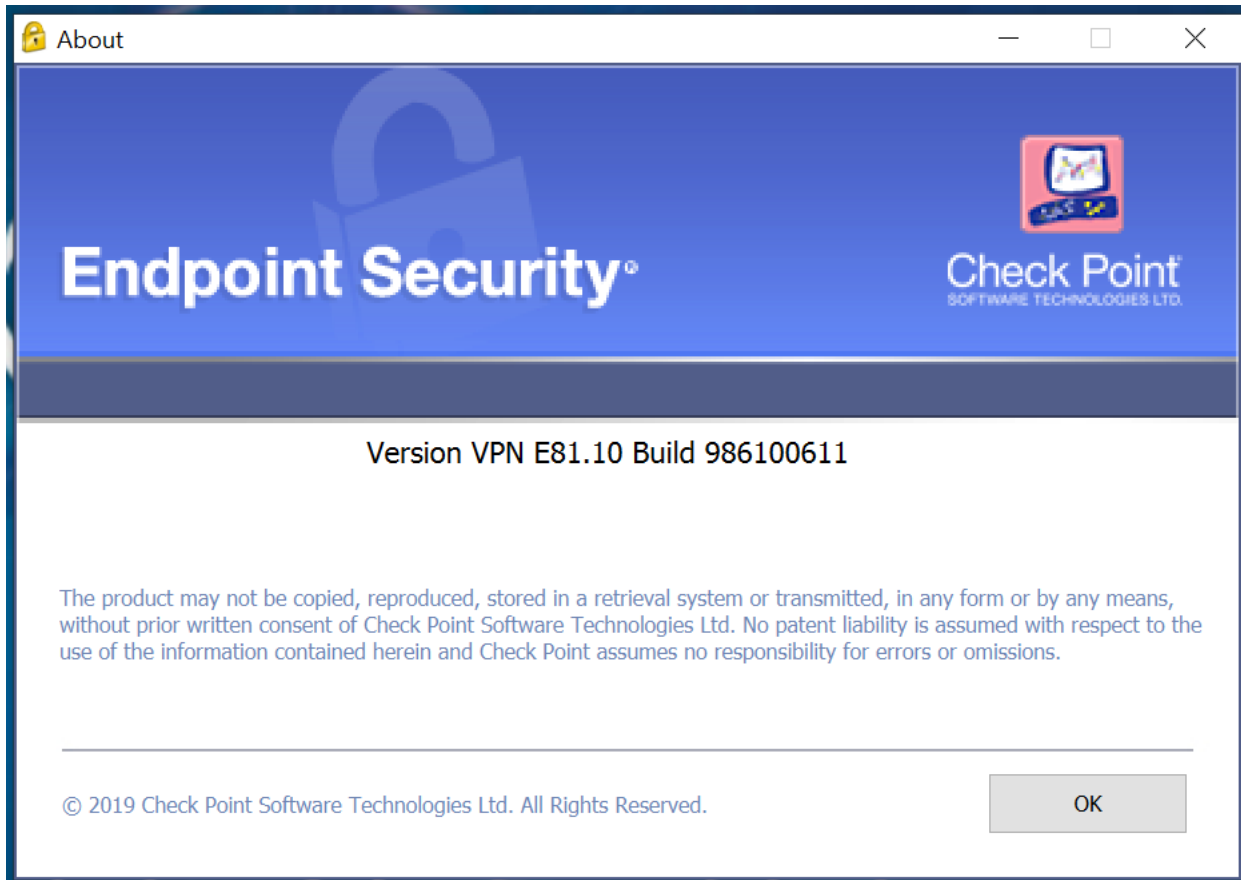 About
Endpoint Security
Check Point
SOFTWARE TECHNOLOGIES LTD.
Version VPN E81.10 Build 986100611
The product may not be copied, reproduced, stored in a retrieval system or transmitted, in any form or by any means,
without prior written consent of Check Point Software Technologies Ltd. No patent liability is assumed with respect to the
use of the information contained herein and Check Point assumes no responsibility for errors or omissions.
© 2019 Check Point Software Technologies Ltd. All Rights Reserved.
OK